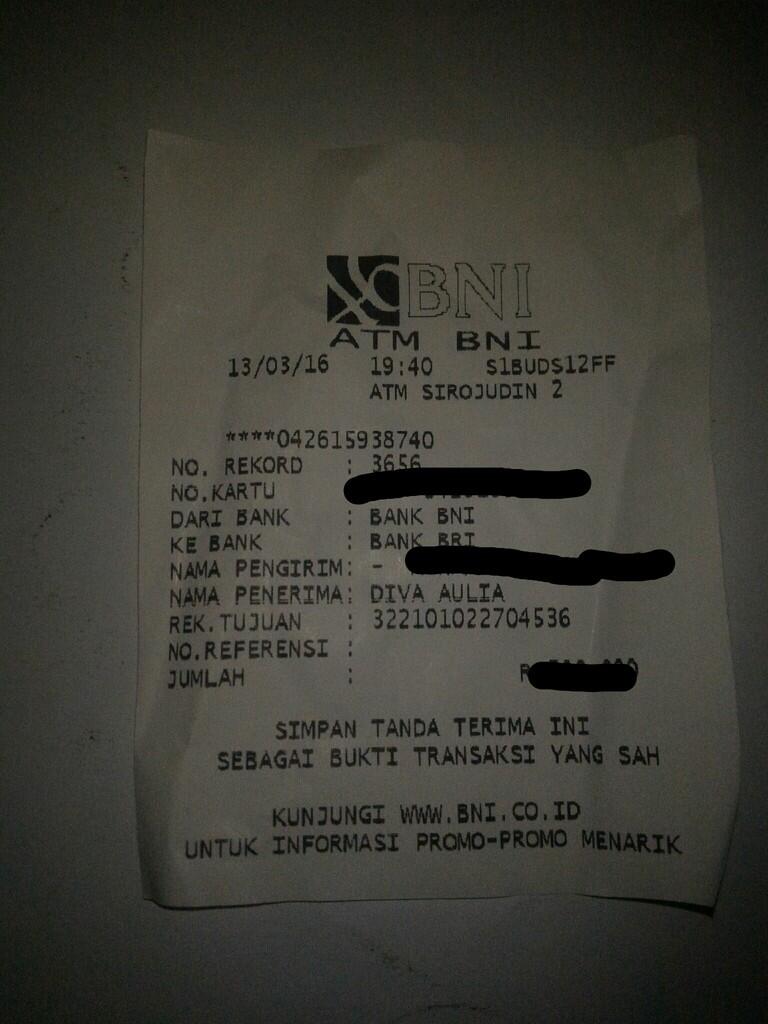 BNI
ATM BNI
13/03/16 19:40 S1BUDS12FF
ATM SIROJUDIN 2
****042615938740
NO. REKORD : 3656
NO.KARTU
DARI BANK : BANK BNI
KE BANK : BANK BRI
NAMA PENGIRIM: -
NAMA PENERIMA: DIVA AULIA
REK.TUJUAN : 322101022704536
NO.REFERENSI :
JUMLAH :
SIMPAN TANDA TERIMA INI
SEBAGAI BUKTI TRANSAKSI YANG SAH
KUNJUNGI WWW.BNI.CO.ID
UNTUK INFORMASI PROMO-PROMO MENARIK